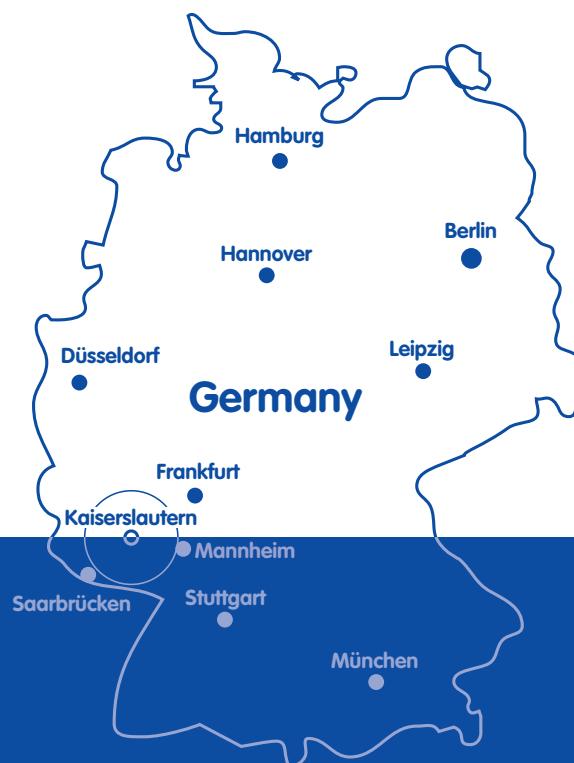 Hamburg
Berlin
Hannover
Leipzig
Düsseldorf
Germany
Frankfurt
Kaiserslautern
Mannheim
Saarbrücken
Stuttgart
München